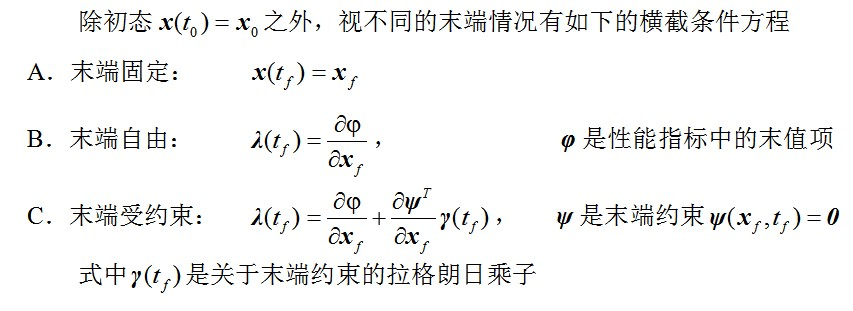 除初态 x(t₀) = x₀ 之外，视不同的末端情况有如下的横截条件方程
A．末端固定： x(t_f) = x_f
B．末端自由： λ(t_f) = ∂φ/∂x_f ， φ 是性能指标中的末值项
C．末端受约束： λ(t_f) = ∂φ/∂x_f + ∂ψᵀ/∂x_f γ(t_f)， ψ 是末端约束 ψ(x_f,t_f) = 0
式中 γ(t_f) 是关于末端约束的拉格朗日乘子